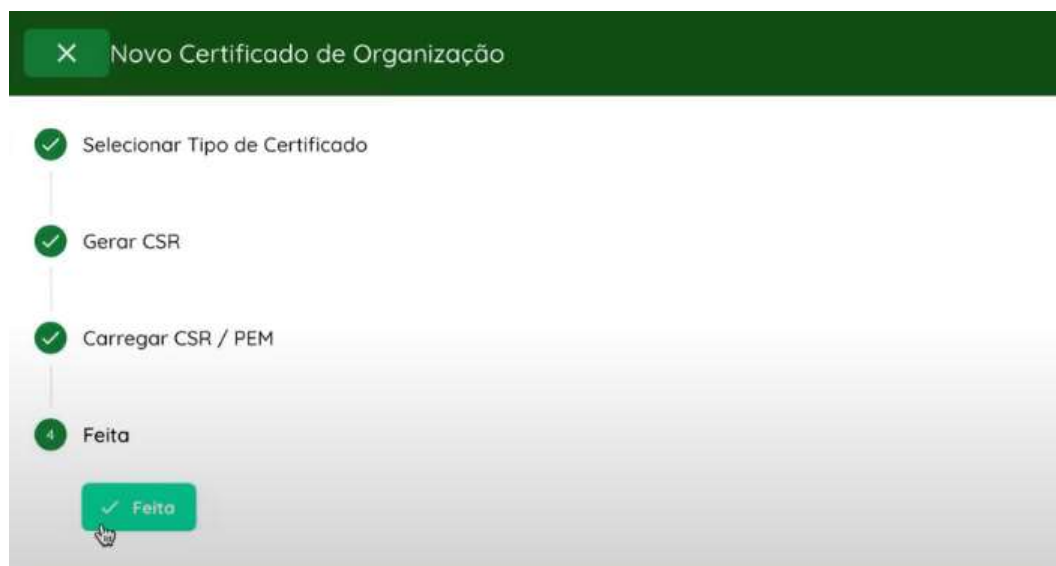 Novo Certificado de Organização
Selecionar Tipo de Certificado
Gerar CSR
Carregar CSR / PEM
4 Feita
Feita